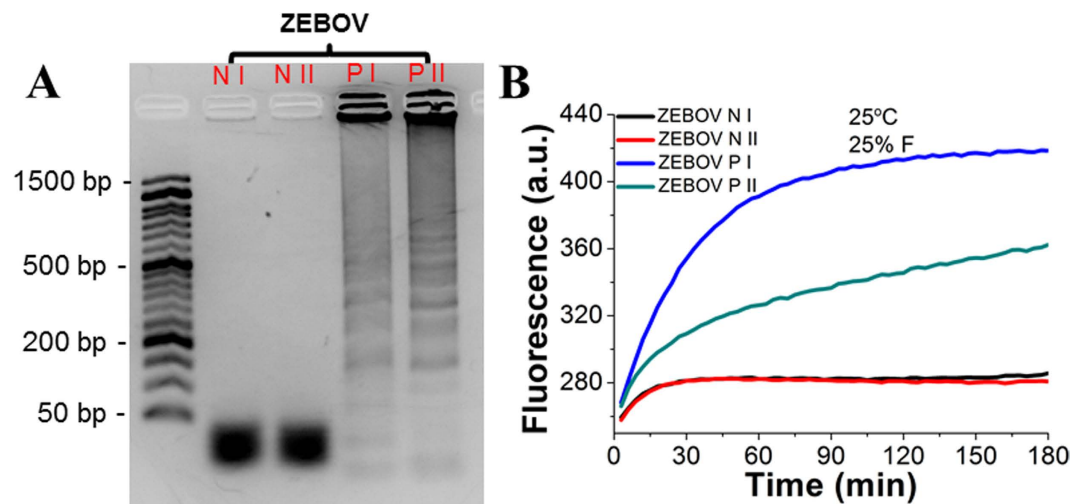 A
ZEBOV
N I N II P I P II
1500 bp -
500 bp -
200 bp -
50 bp -
B
Fluorescence (a.u.)
440
400
360
320
280
ZEBOV N I
ZEBOV N II
ZEBOV P I
ZEBOV P II
25ºC
25% F
0 30 60 90 120 150 180
Time (min)